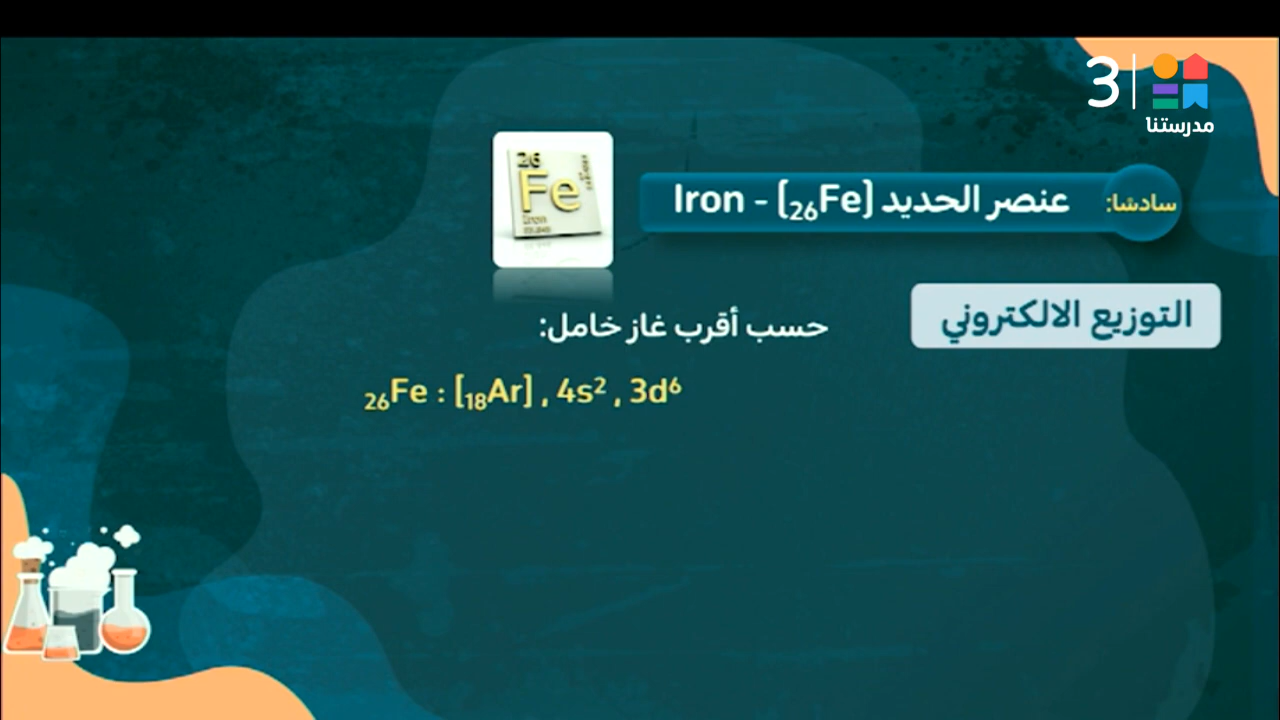 3
مدرستنا
سادسًا:
عنصر الحديد [₂₆Fe] - Iron
26
Fe
Iron
التوزيع الالكتروني
حسب أقرب غاز خامل:
₂₆Fe : [₁₈Ar] , 4s² , 3d⁶